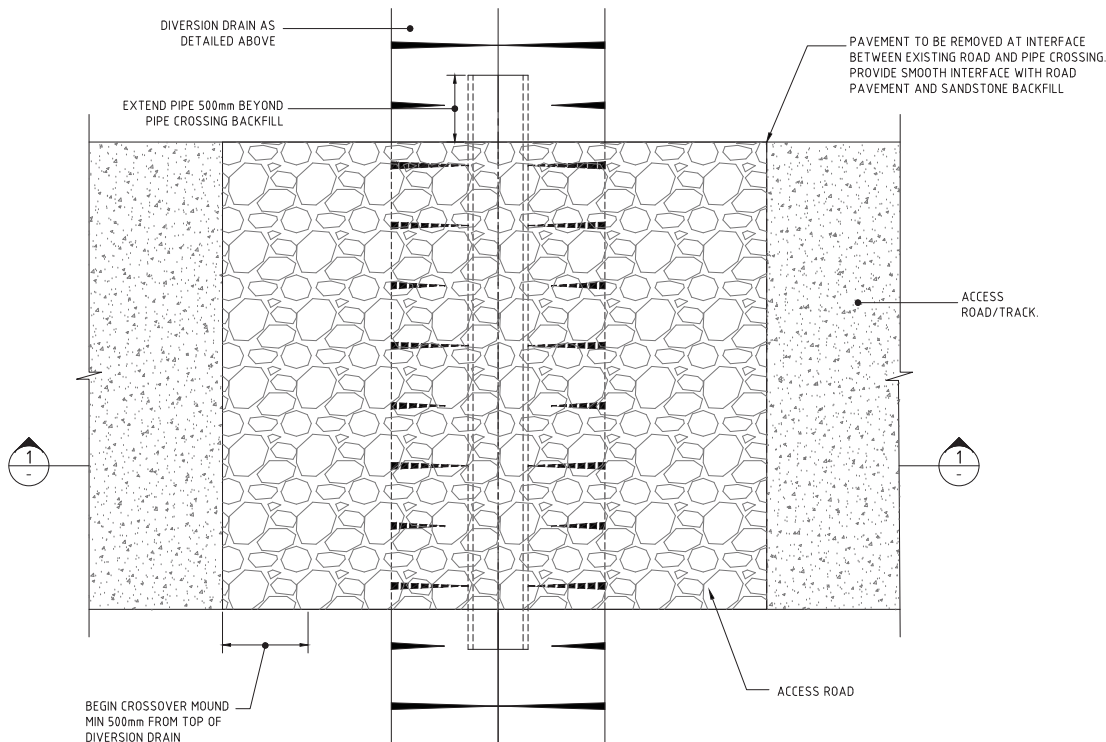 DIVERSION DRAIN AS
DETAILED ABOVE
PAVEMENT TO BE REMOVED AT INTERFACE
BETWEEN EXISTING ROAD AND PIPE CROSSING.
PROVIDE SMOOTH INTERFACE WITH ROAD
PAVEMENT AND SANDSTONE BACKFILL
EXTEND PIPE 500mm BEYOND
PIPE CROSSING BACKFILL
ACCESS
ROAD/TRACK.
1
-
1
-
BEGIN CROSSOVER MOUND
MIN 500mm FROM TOP OF
DIVERSION DRAIN
ACCESS ROAD